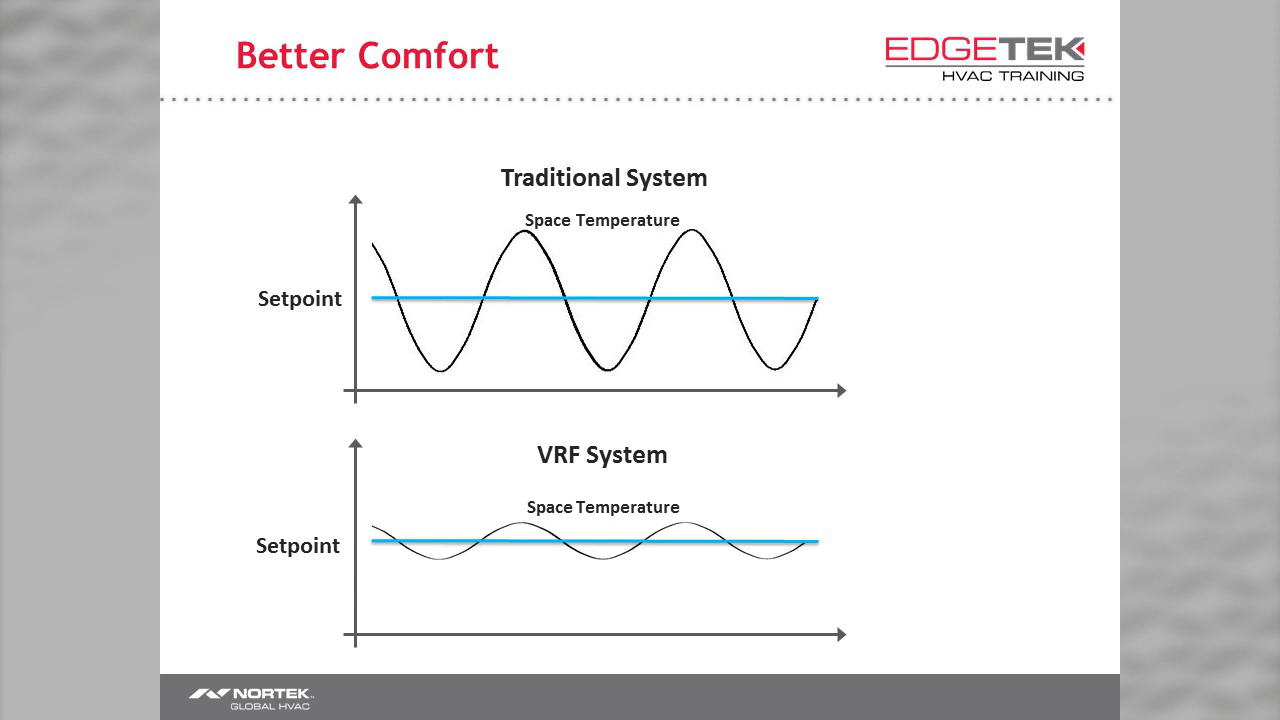 Better Comfort
EDGETEK
HVAC TRAINING
Traditional System
Space Temperature
Setpoint
VRF System
Space Temperature
Setpoint
NORTEK
GLOBAL HVAC